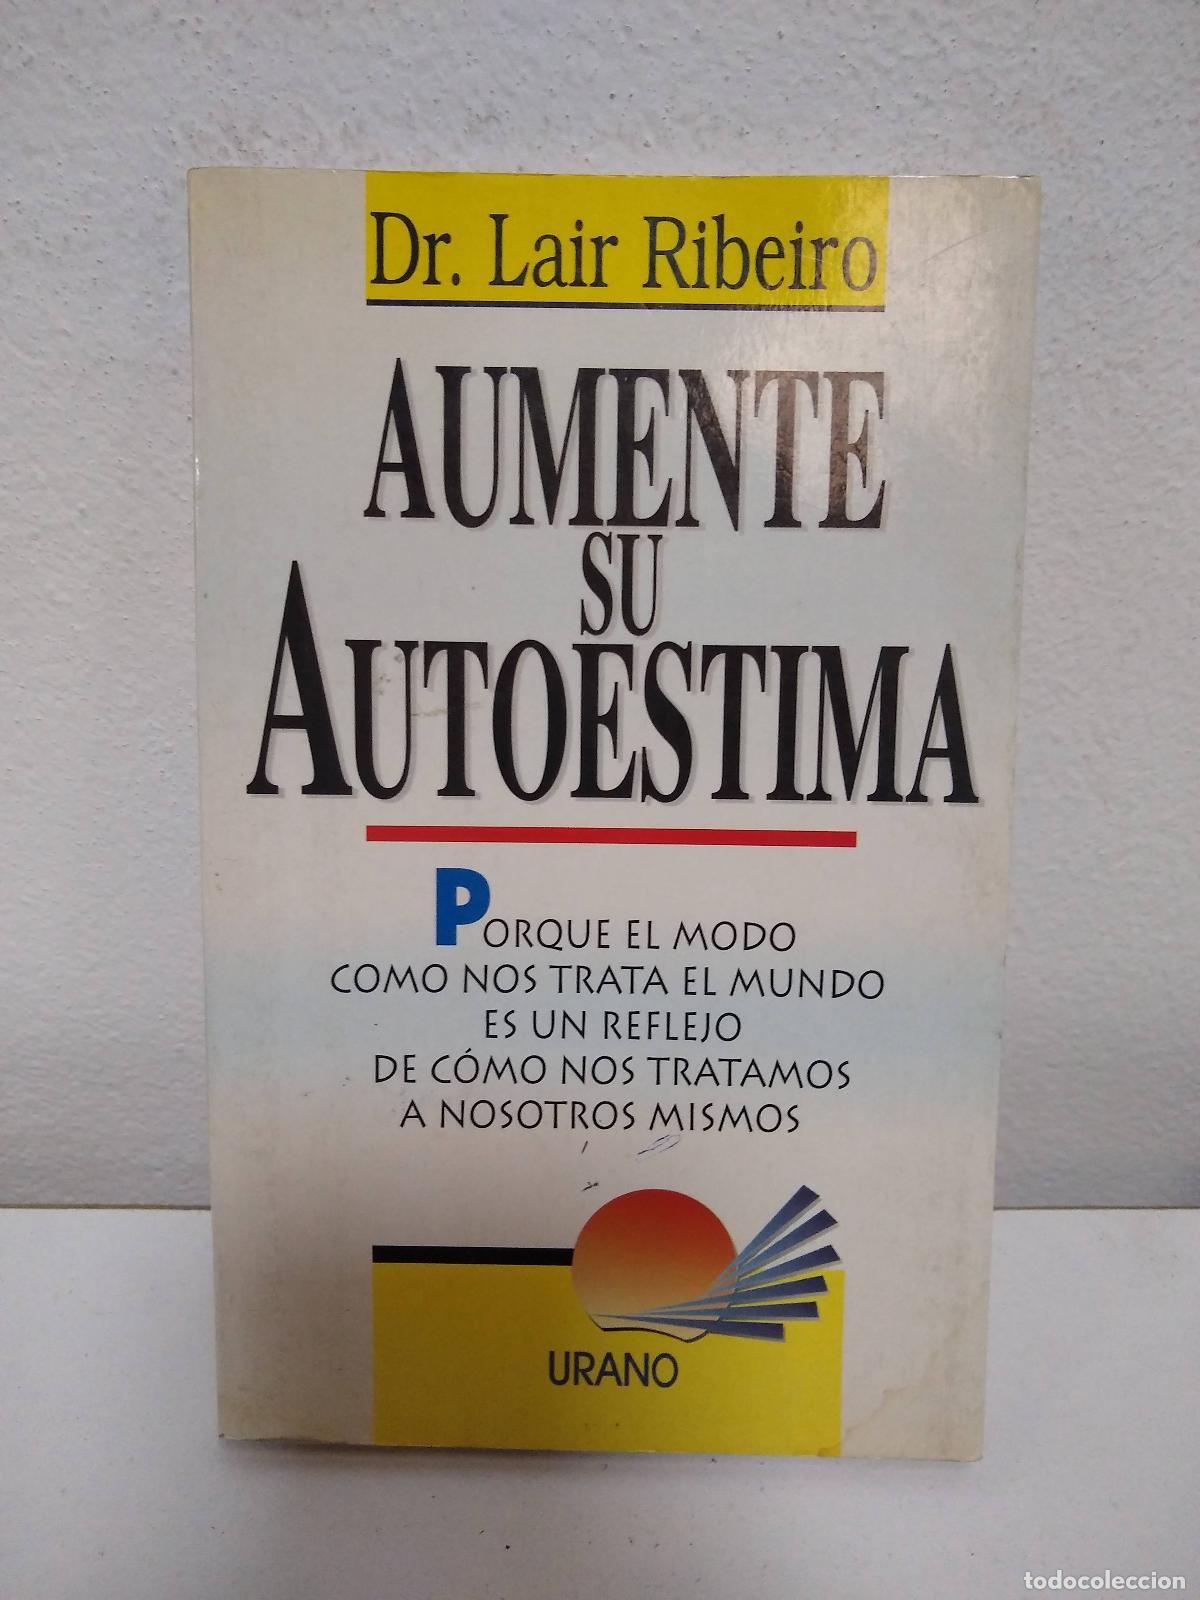 Dr. Lair Ribeiro
AUMENTE
SU
AUTOESTIMA
PORQUE EL MODO
COMO NOS TRATA EL MUNDO
ES UN REFLEJO
DE CÓMO NOS TRATAMOS
A NOSOTROS MISMOS
URANO
todocoleccion